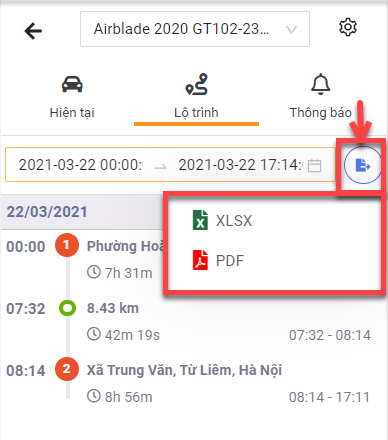 Airblade 2020 GT102-23...
Hiện tại
Lộ trình
Thông báo
2021-03-22 00:00: → 2021-03-22 17:14:
22/03/2021
XLSX
PDF
00:00 1 Phường Hoà
7h 31m
07:32 8.43 km
42m 19s 07:32 - 08:14
08:14 2 Xã Trung Văn, Từ Liêm, Hà Nội
8h 56m 08:14 - 17:11